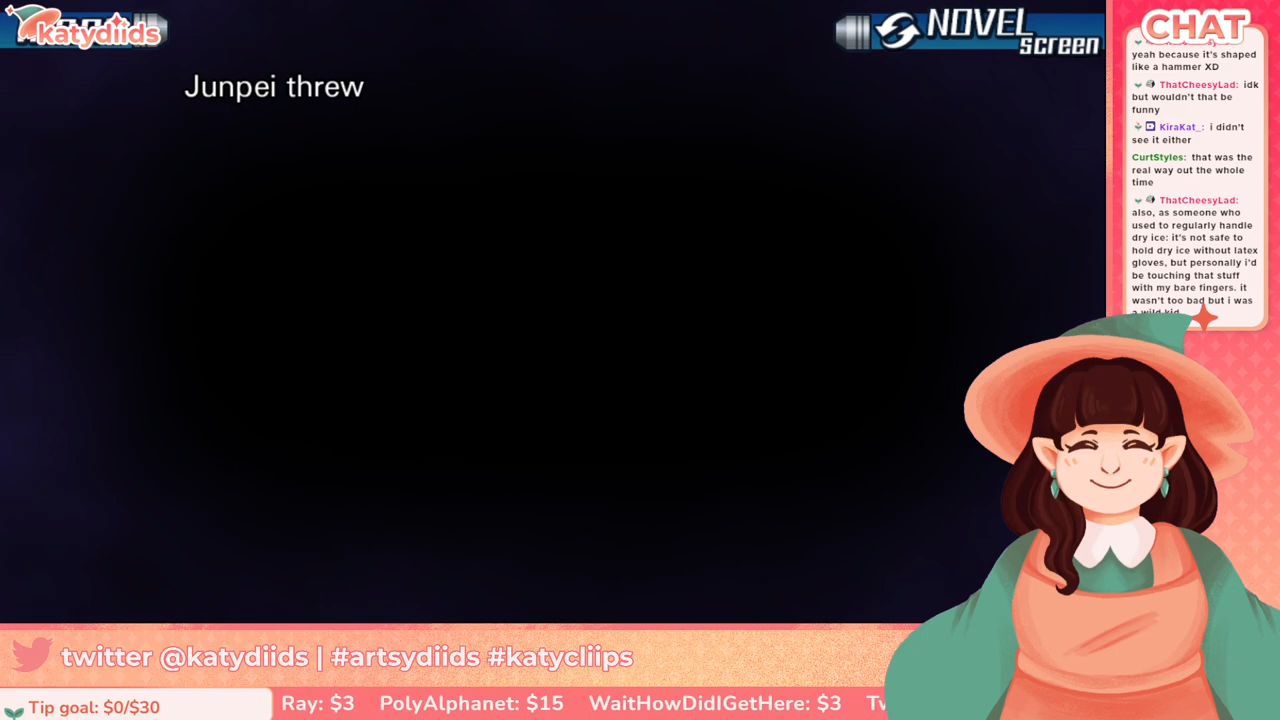 katydiids
NOVEL
Screen
CHAT
Junpei threw
yeah because it's shaped
like a hammer XD
ThatCheesyLad: idk
but wouldn't that be
funny
KiraKat_: i didn't
see it either
CurtStyles: that was the
real way out the whole
time
ThatCheesyLad:
also, as someone who
used to regularly handle
dry ice: it's not safe to
hold dry ice without latex
gloves, but personally i'd
be touching that stuff
with my bare fingers. it
wasn't too bad but i was
a wild kid
twitter @katydiids | #artsydiids #katycliips
Tip goal: $0/$30
Ray: $3 PolyAlphanet: $15 WaitHowDidIGetHere: $3 Tw